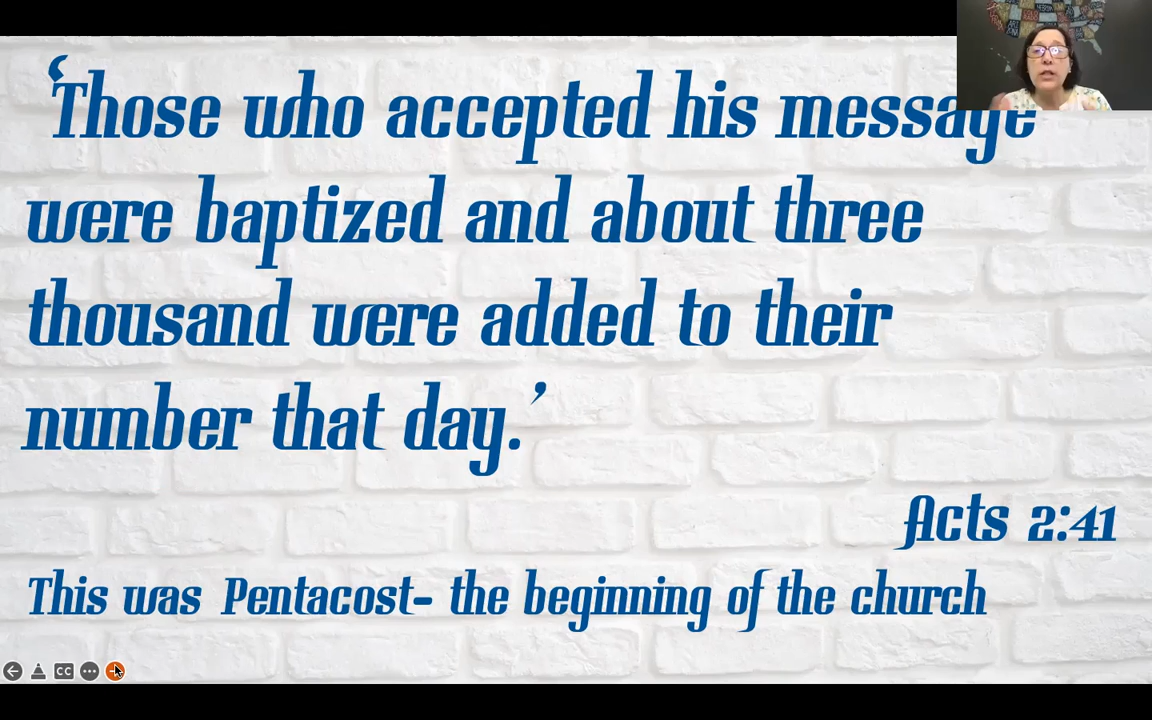 ‘Those who accepted his message
were baptized and about three
thousand were added to their
number that day.’
Acts 2:41
This was Pentacost- the beginning of the church
CC